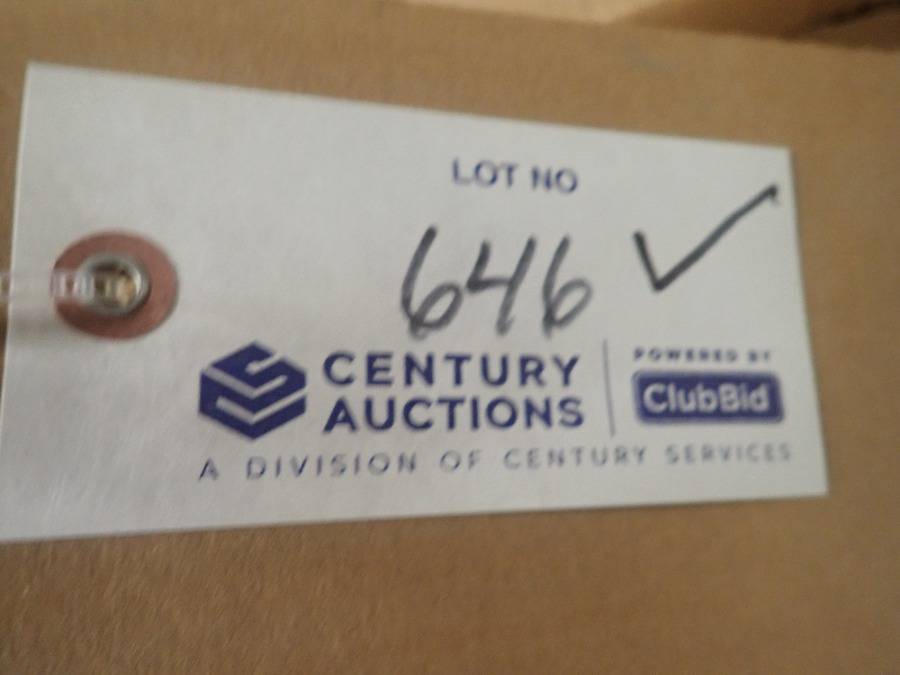 LOT NO
646 ✓
CENTURY
AUCTIONS
POWERED BY
ClubBid
A DIVISION OF CENTURY SERVICES